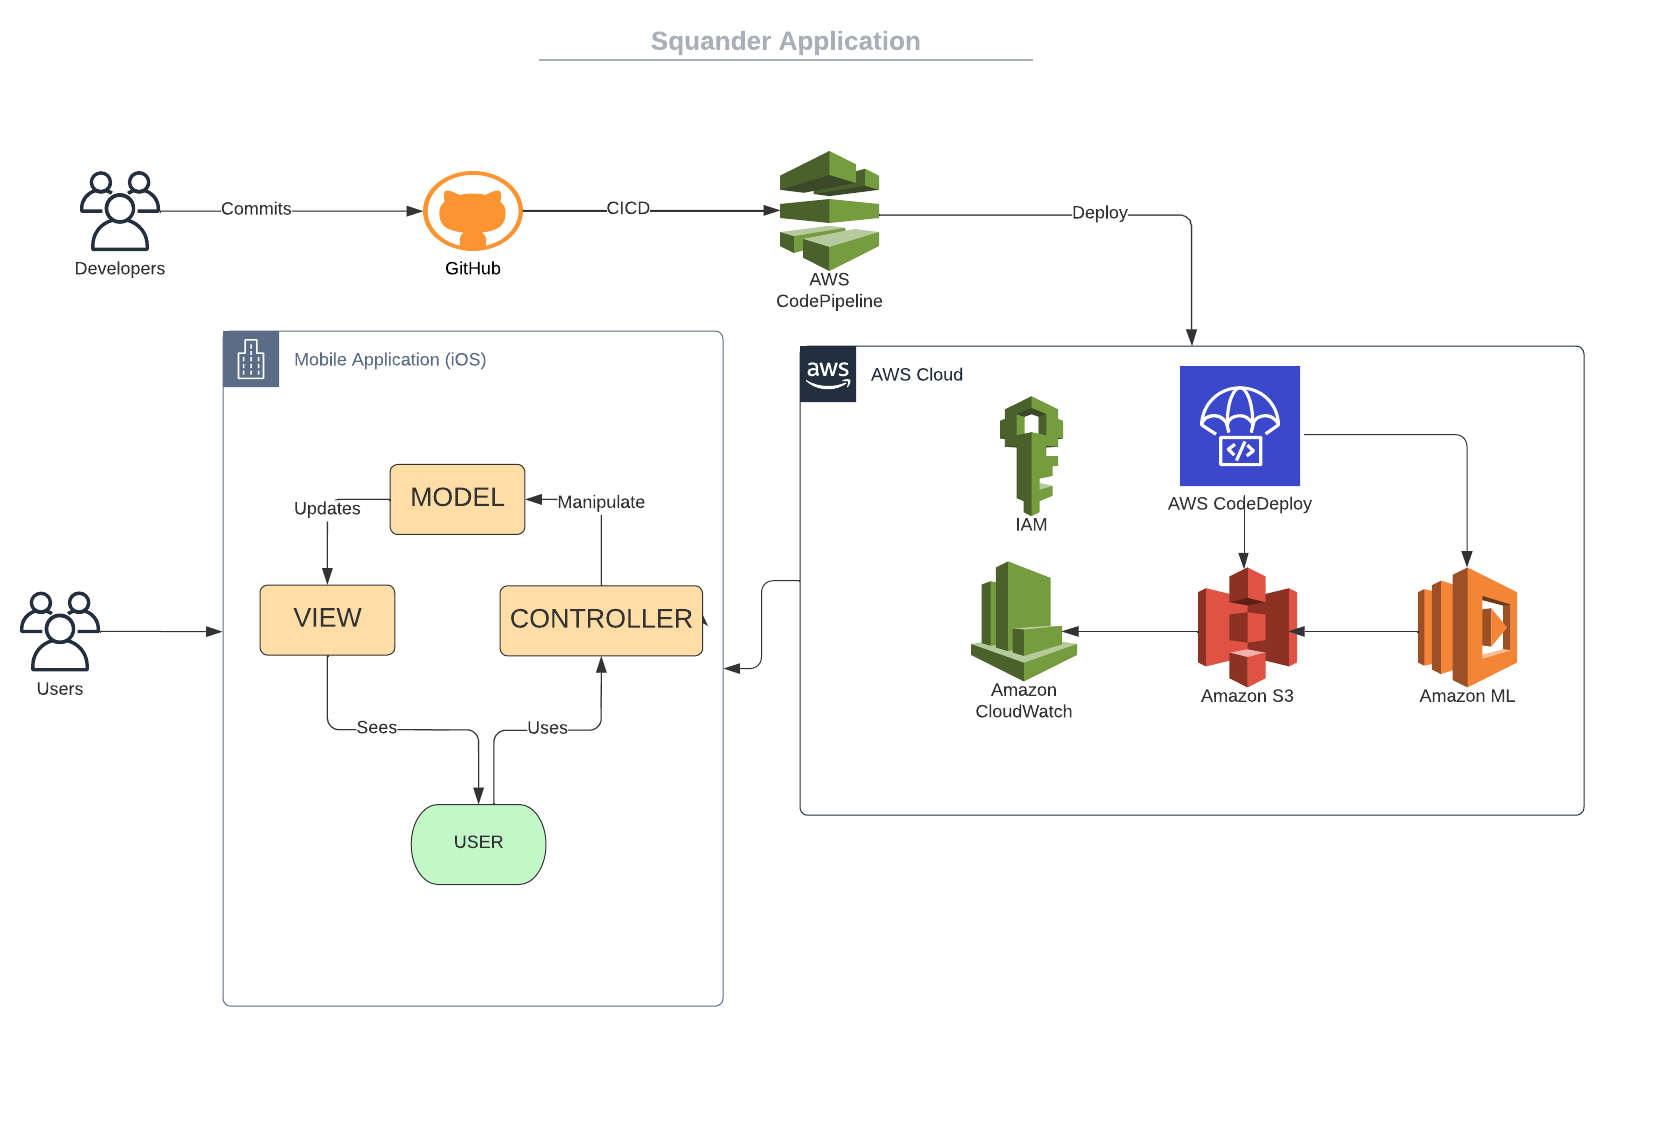 Squander Application
Commits
CICD
Deploy
Developers
GitHub
AWS
CodePipeline
Mobile Application (iOS)
aws
AWS Cloud
MODEL
Updates
Manipulate
VIEW
CONTROLLER
Users
Sees
Uses
USER
IAM
</>
AWS CodeDeploy
Amazon
CloudWatch
Amazon S3
Amazon ML